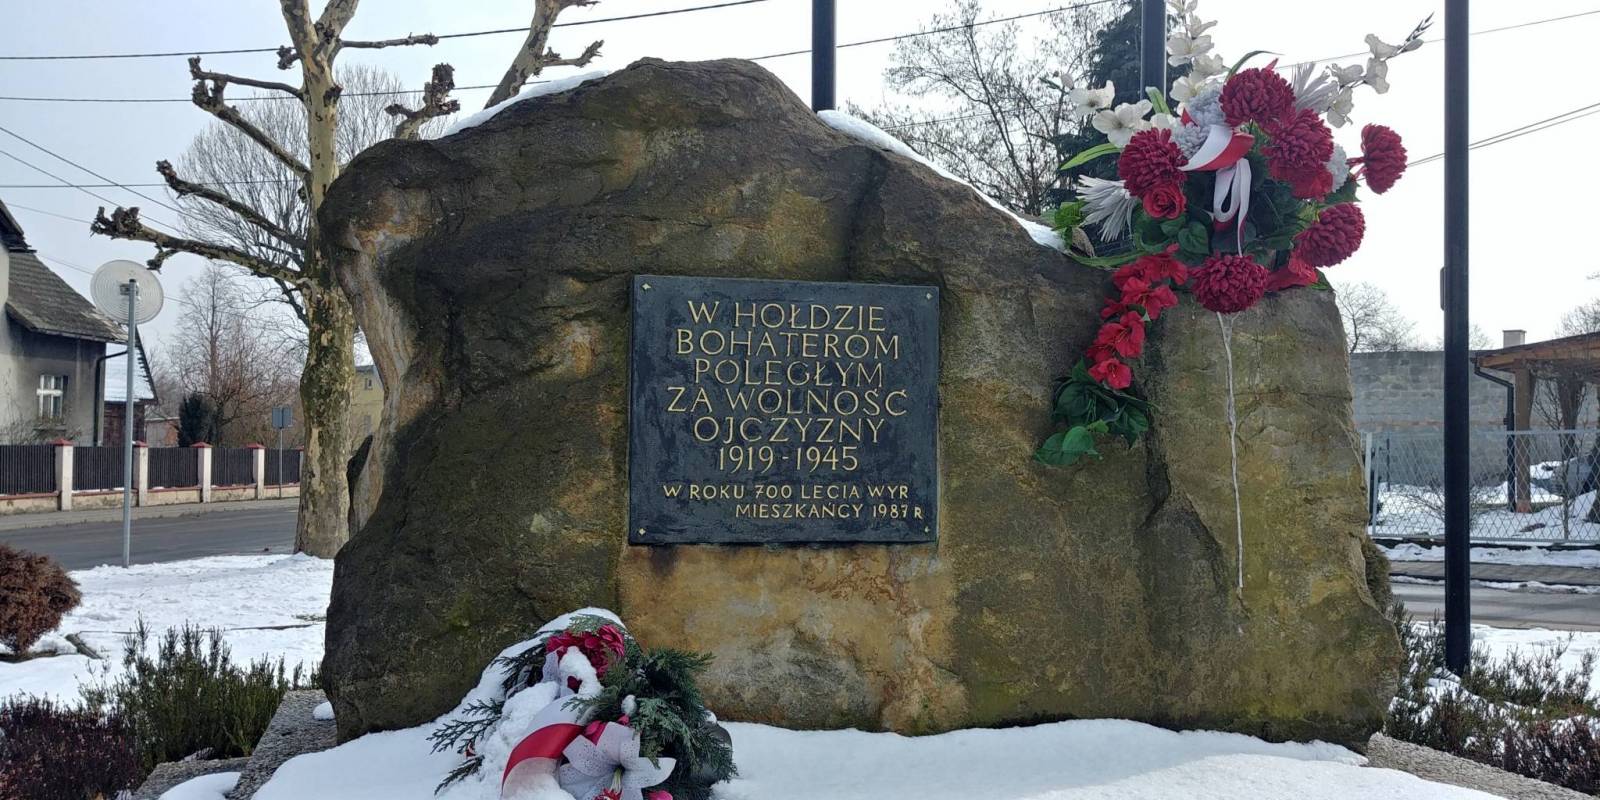 W HOŁDZIE
BOHATEROM
POLEGŁYM
ZA WOLNOŚĆ
OJCZYZNY
1919 - 1945
W ROKU 700 LECIA WYR
MIESZKAŃCY 1987 R